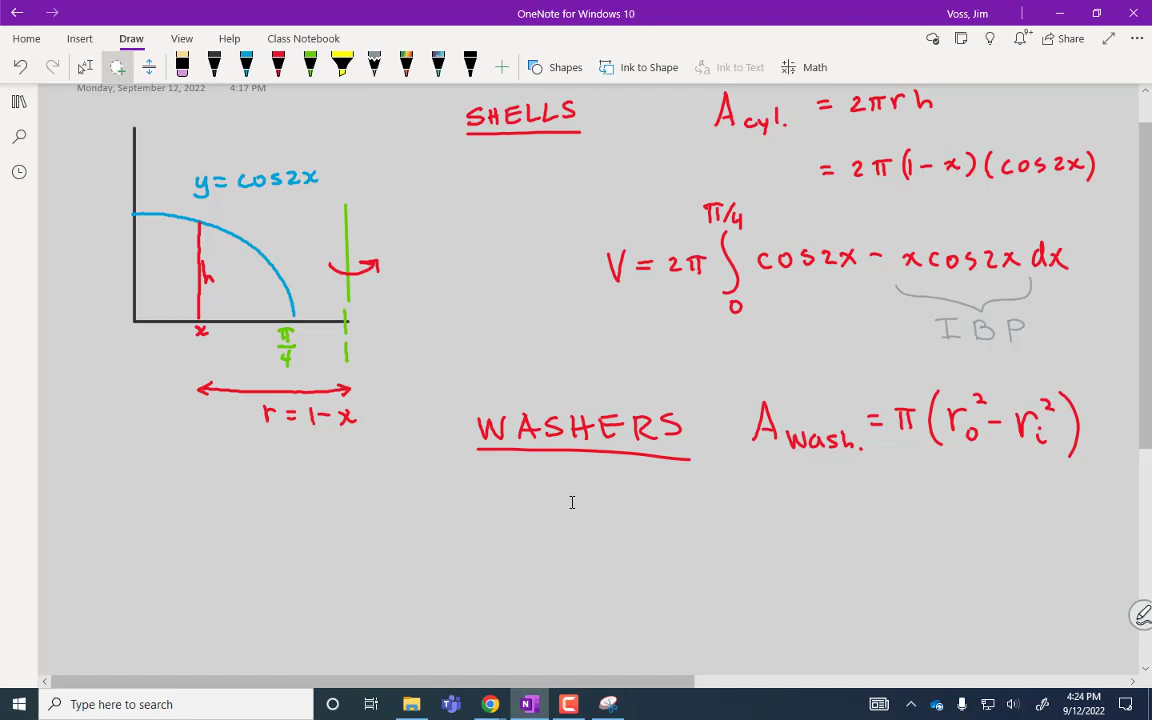 OneNote for Windows 10
Voss, Jim
Home Insert Draw View Help Class Notebook
9+ Share
Shapes Ink to Shape Ink to Text Math
Monday, September 12, 2022 4:17 PM
SHELLS
A cyl. = 2πrh
= 2π(1-x)(cos2x)
y = cos2x
h
x
π/4
r = 1-x
V = 2π ∫₀^(π/4) cos2x - xcos2x dx
IBP
WASHERS
A wash. = π(r₀² - rᵢ²)
Type here to search
4:24 PM
9/12/2022